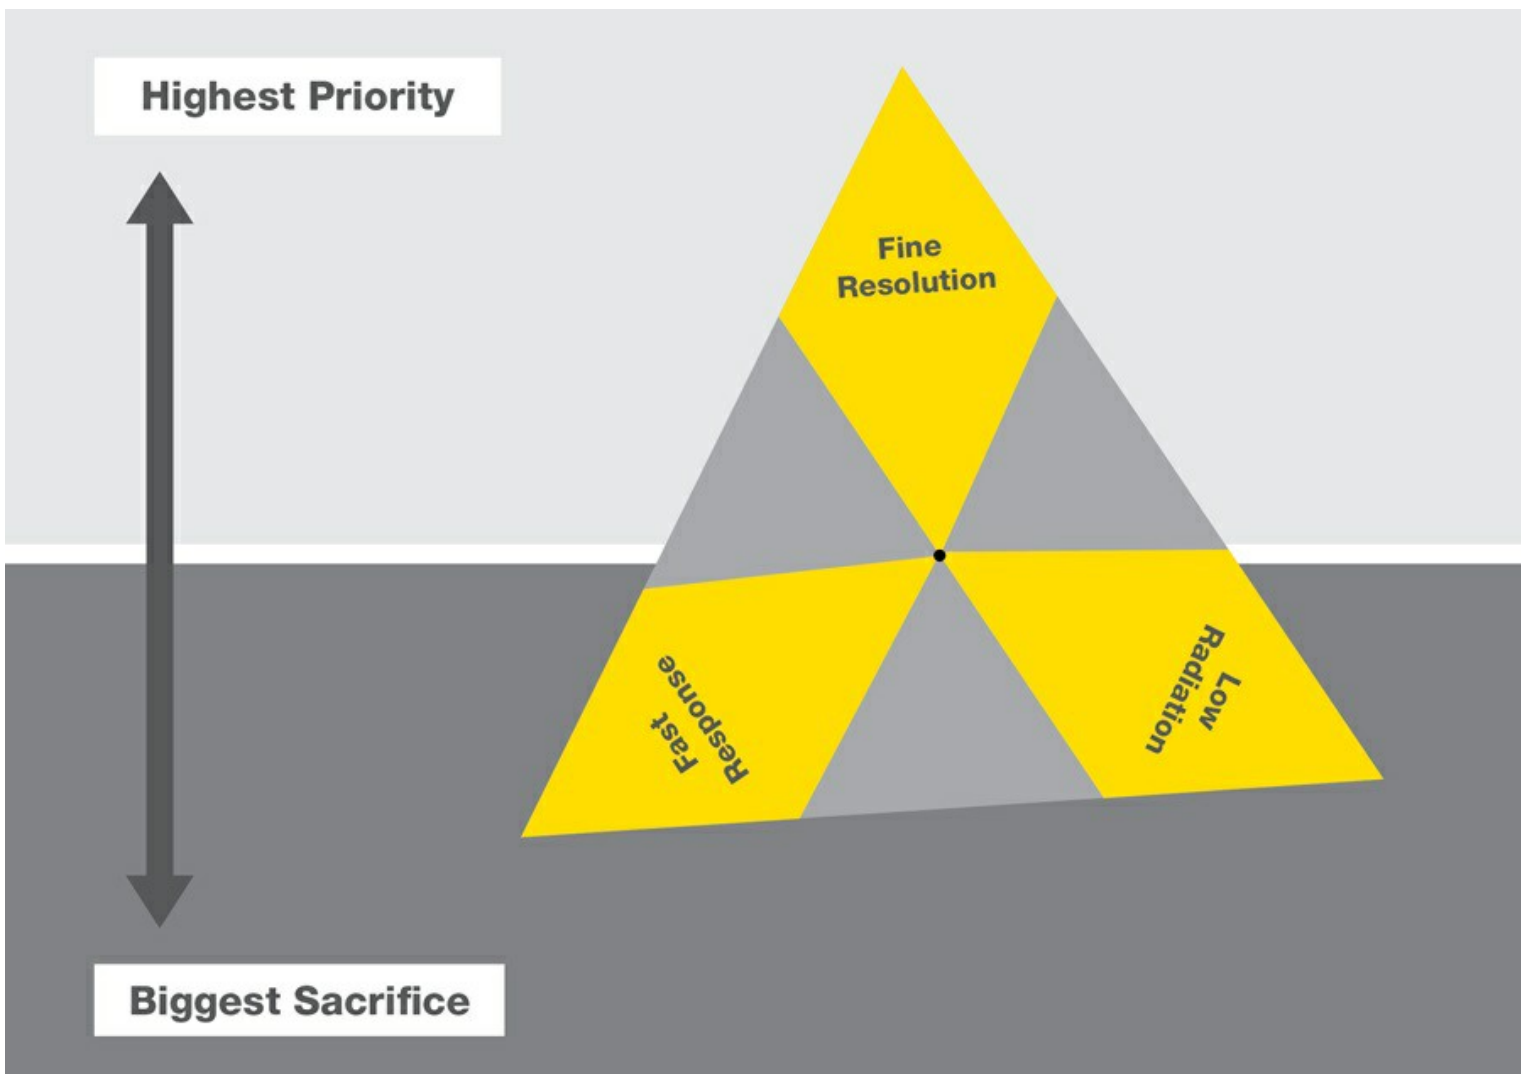 Highest Priority
Fine
Resolution
Fast
Response
Low
Radiation
Biggest Sacrifice